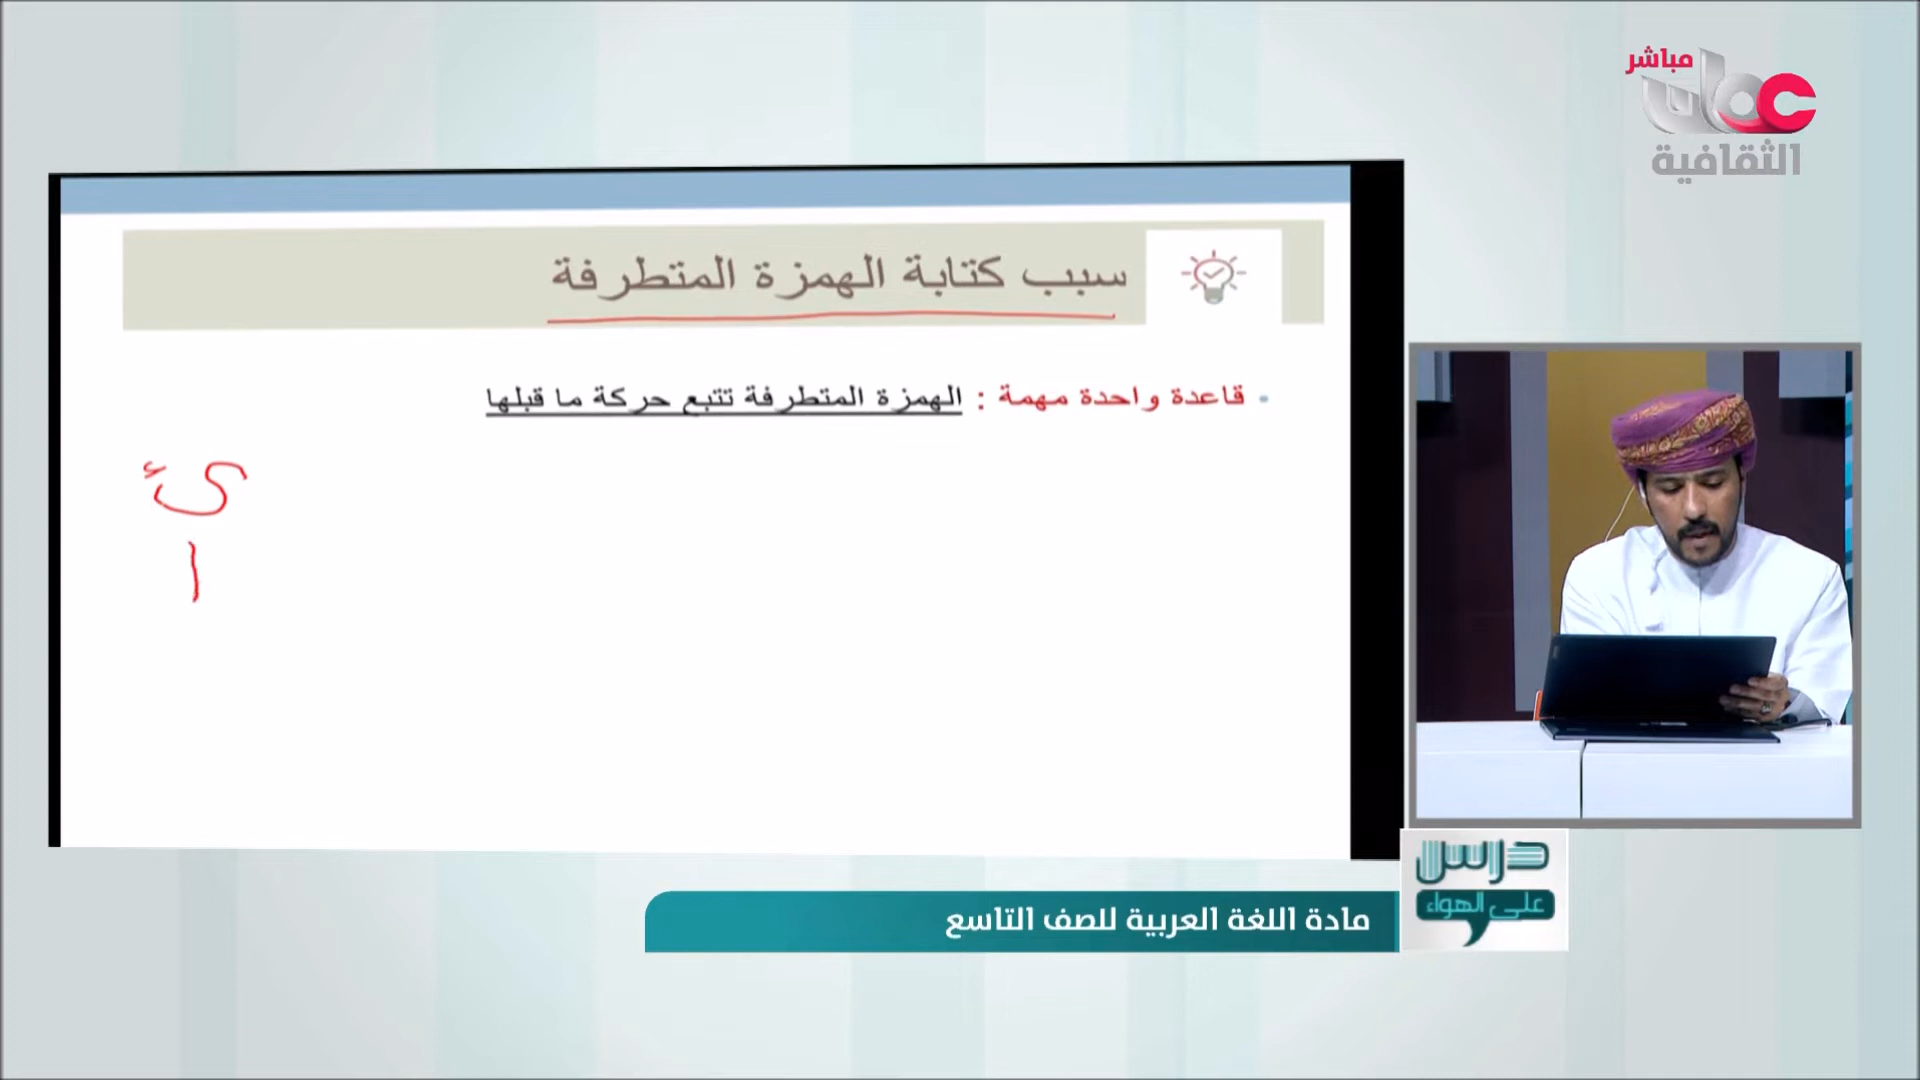 مباشر
عمان
الثقافية
سبب كتابة الهمزة المتطرفة
• قاعدة واحدة مهمة : الهمزة المتطرفة تتبع حركة ما قبلها
ئ
ا
درس
على الهواء
مادة اللغة العربية للصف التاسع